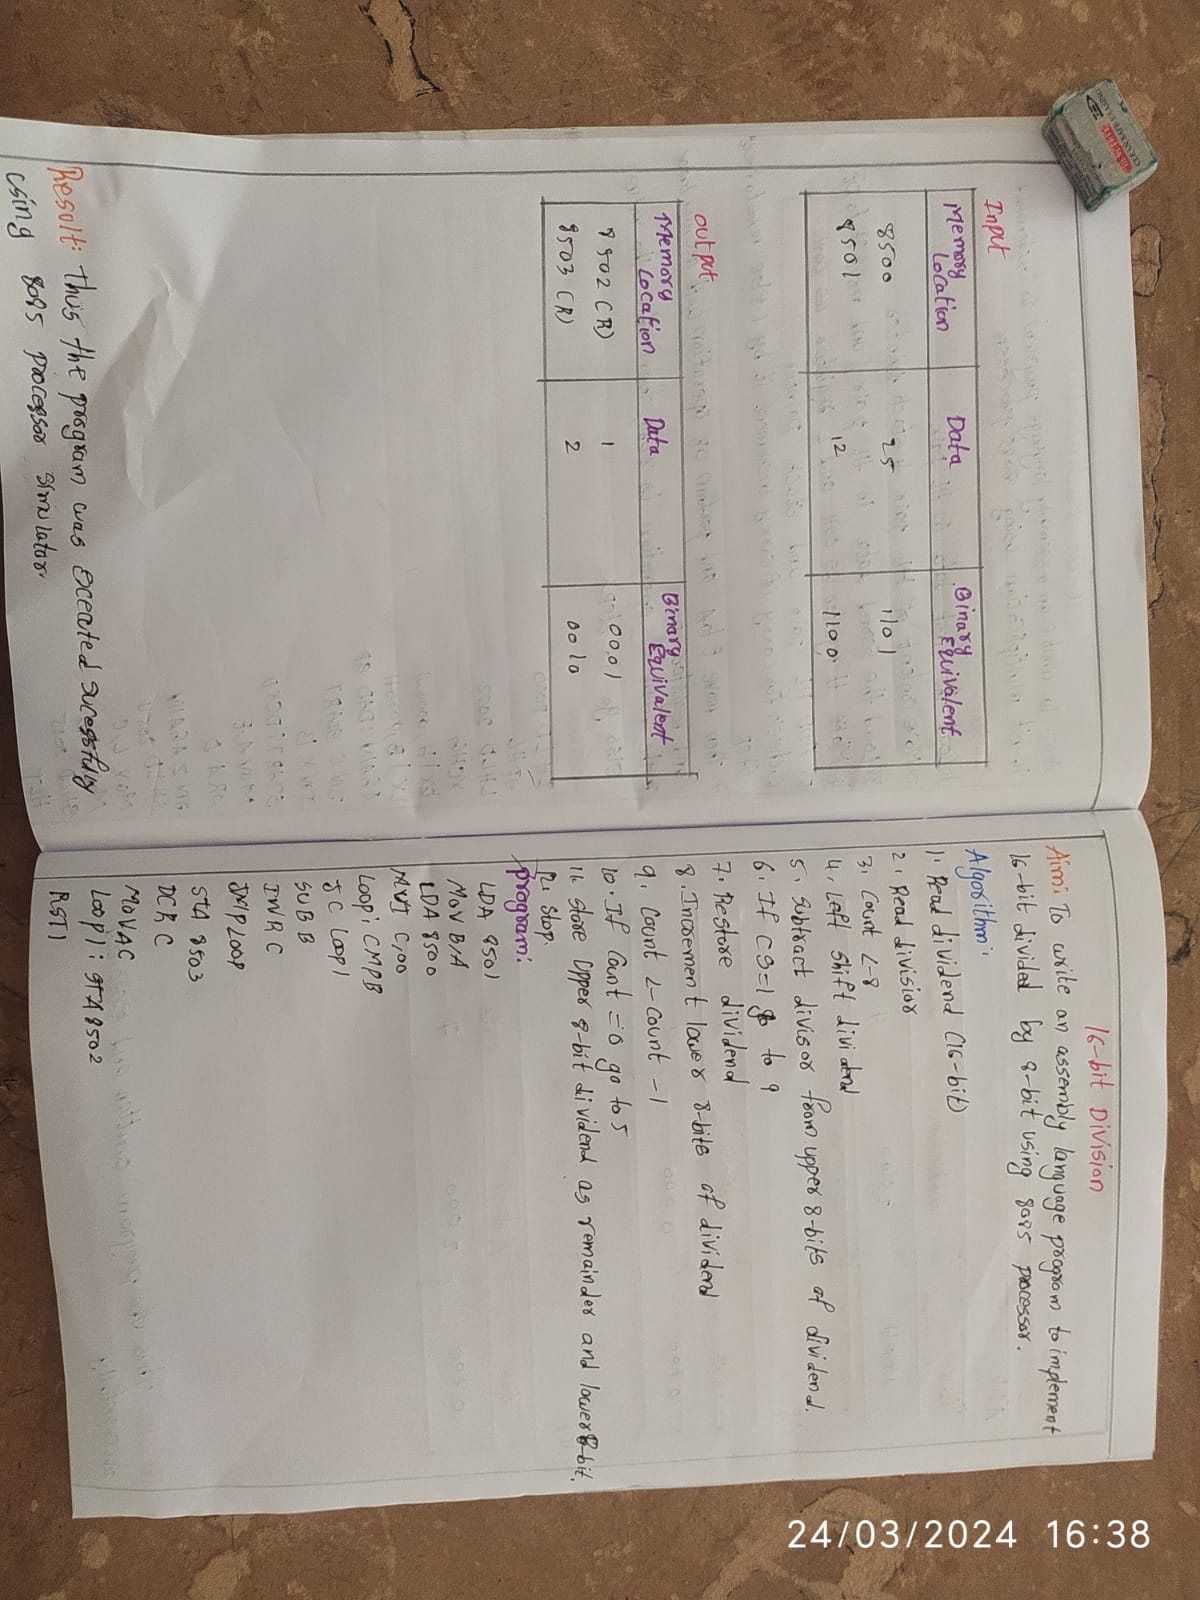 Input
Memory Location | Data | Binary Equivalent
8500 | 25 | 1101
8501 | 12 | 1100
output
Memory Location | Data | Binary Equivalent
8502 (R) | 1 | 0001
8503 (R) | 2 | 0010
Result: Thus the program was execated sucessfuly
using 8085 processor simulator.
16-bit Division
Aim: To write an assembly language program to implement
16-bit divided by 8-bit using 8085 processor.
Algorithm:
1. Read dividend (16-bit)
2. Read division
3. Count <-8
4. Left shift dividend
5. Subtract divisor from upper 8-bits of dividend.
6. If CS=1 go to 9
7. Restore dividend
8. Increment lower 8-bits of dividend
9. Count <- Count -1
10. If Count = 0 go to 5
11. Store upper 8-bit dividend as remainder and lower 8-bit.
12. Stop.
program:
LDA 8501
MOV B,A
LDA 8500
MVI C,00
Loop: CMPB
JC Loop1
SUB B
INR C
JMP LOOP
STA 8503
DCR C
MOVAC
Loop1: STA 8502
RST1
24/03/2024 16:38